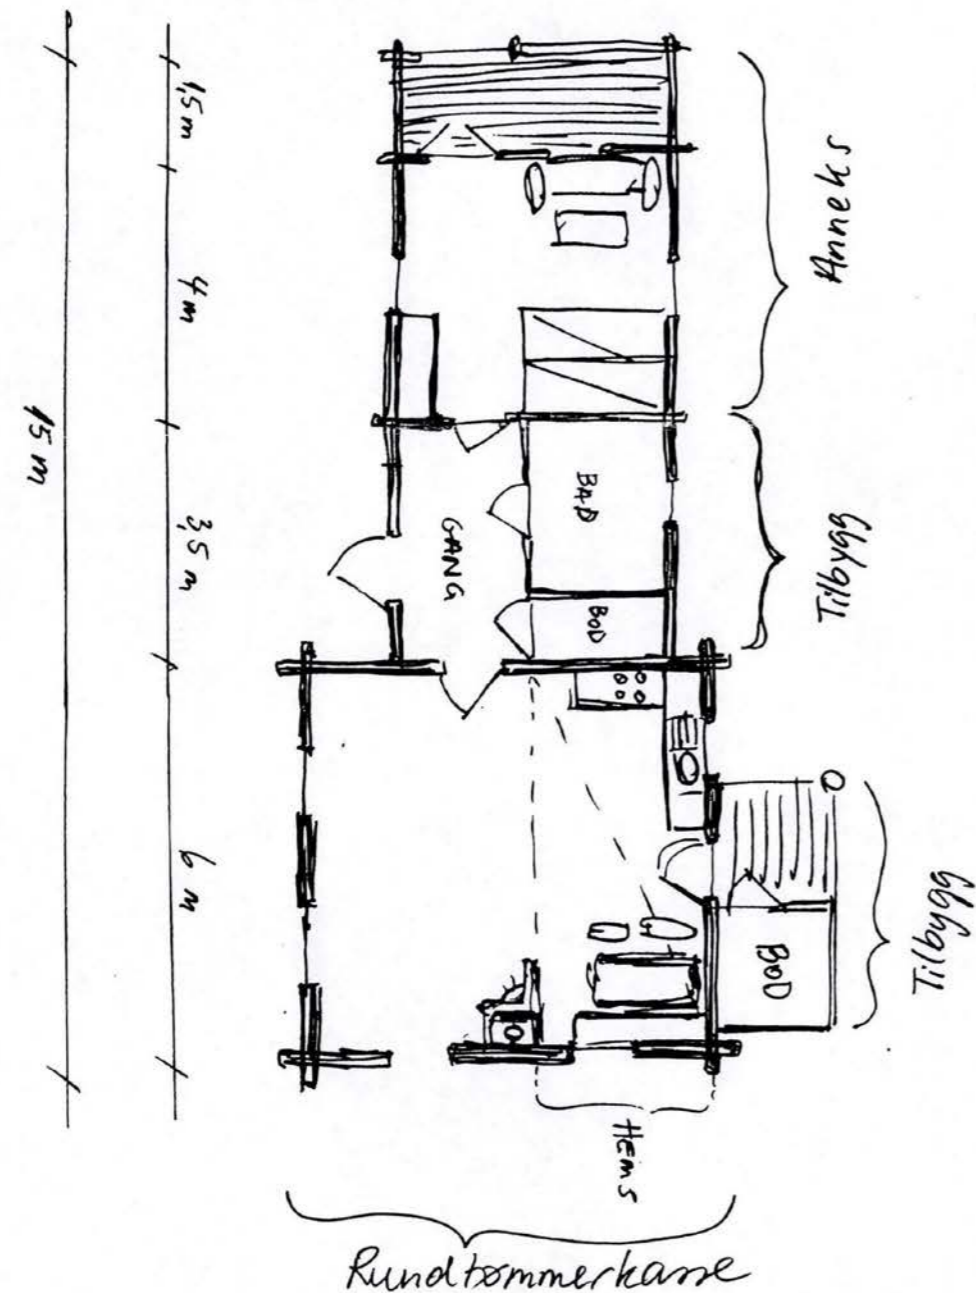 Anneks
Tilbygg
Tilbygg
BAD
BOD
GANG
BOD
HEMS
Rundtømmerkasse
1,5 m
4 m
3,5 m
6 m
15 m